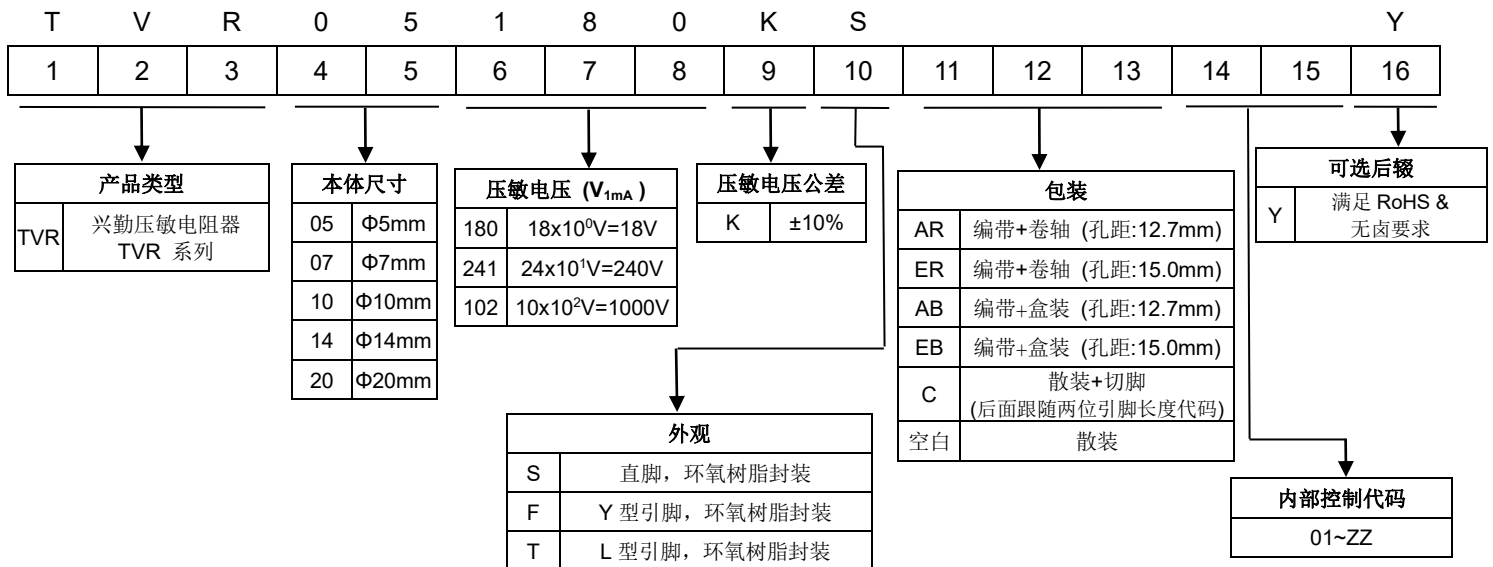 T V R 0 5 1 8 0 K S Y
1 2 3 4 5 6 7 8 9 10 11 12 13 14 15 16
产品类型
TVR 兴勤压敏电阻器
TVR 系列
本体尺寸
05 Φ5mm
07 Φ7mm
10 Φ10mm
14 Φ14mm
20 Φ20mm
压敏电压 (V1mA )
180 18x10⁰V=18V
241 24x10¹V=240V
102 10x10²V=1000V
压敏电压公差
K ±10%
外观
S 直脚，环氧树脂封装
F Y 型引脚，环氧树脂封装
T L 型引脚，环氧树脂封装
包装
AR 编带+卷轴 (孔距:12.7mm)
ER 编带+卷轴 (孔距:15.0mm)
AB 编带+盒装 (孔距:12.7mm)
EB 编带+盒装 (孔距:15.0mm)
C 散装+切脚
(后面跟随两位引脚长度代码)
空白 散装
可选后辍
Y 满足 RoHS &
无卤要求
内部控制代码
01~ZZ